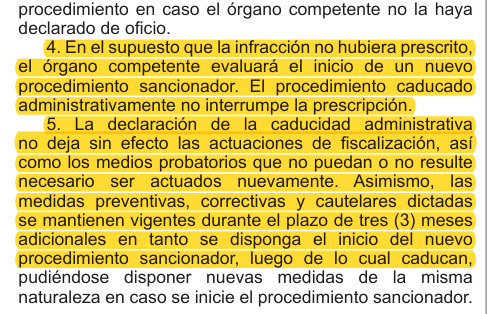 procedimiento en caso el órgano competente no la haya
declarado de oficio.
4. En el supuesto que la infracción no hubiera prescrito,
el órgano competente evaluará el inicio de un nuevo
procedimiento sancionador. El procedimiento caducado
administrativamente no interrumpe la prescripción.
5. La declaración de la caducidad administrativa
no deja sin efecto las actuaciones de fiscalización, así
como los medios probatorios que no puedan o no resulte
necesario ser actuados nuevamente. Asimismo, las
medidas preventivas, correctivas y cautelares dictadas
se mantienen vigentes durante el plazo de tres (3) meses
adicionales en tanto se disponga el inicio del nuevo
procedimiento sancionador, luego de lo cual caducan,
pudiéndose disponer nuevas medidas de la misma
naturaleza en caso se inicie el procedimiento sancionador.